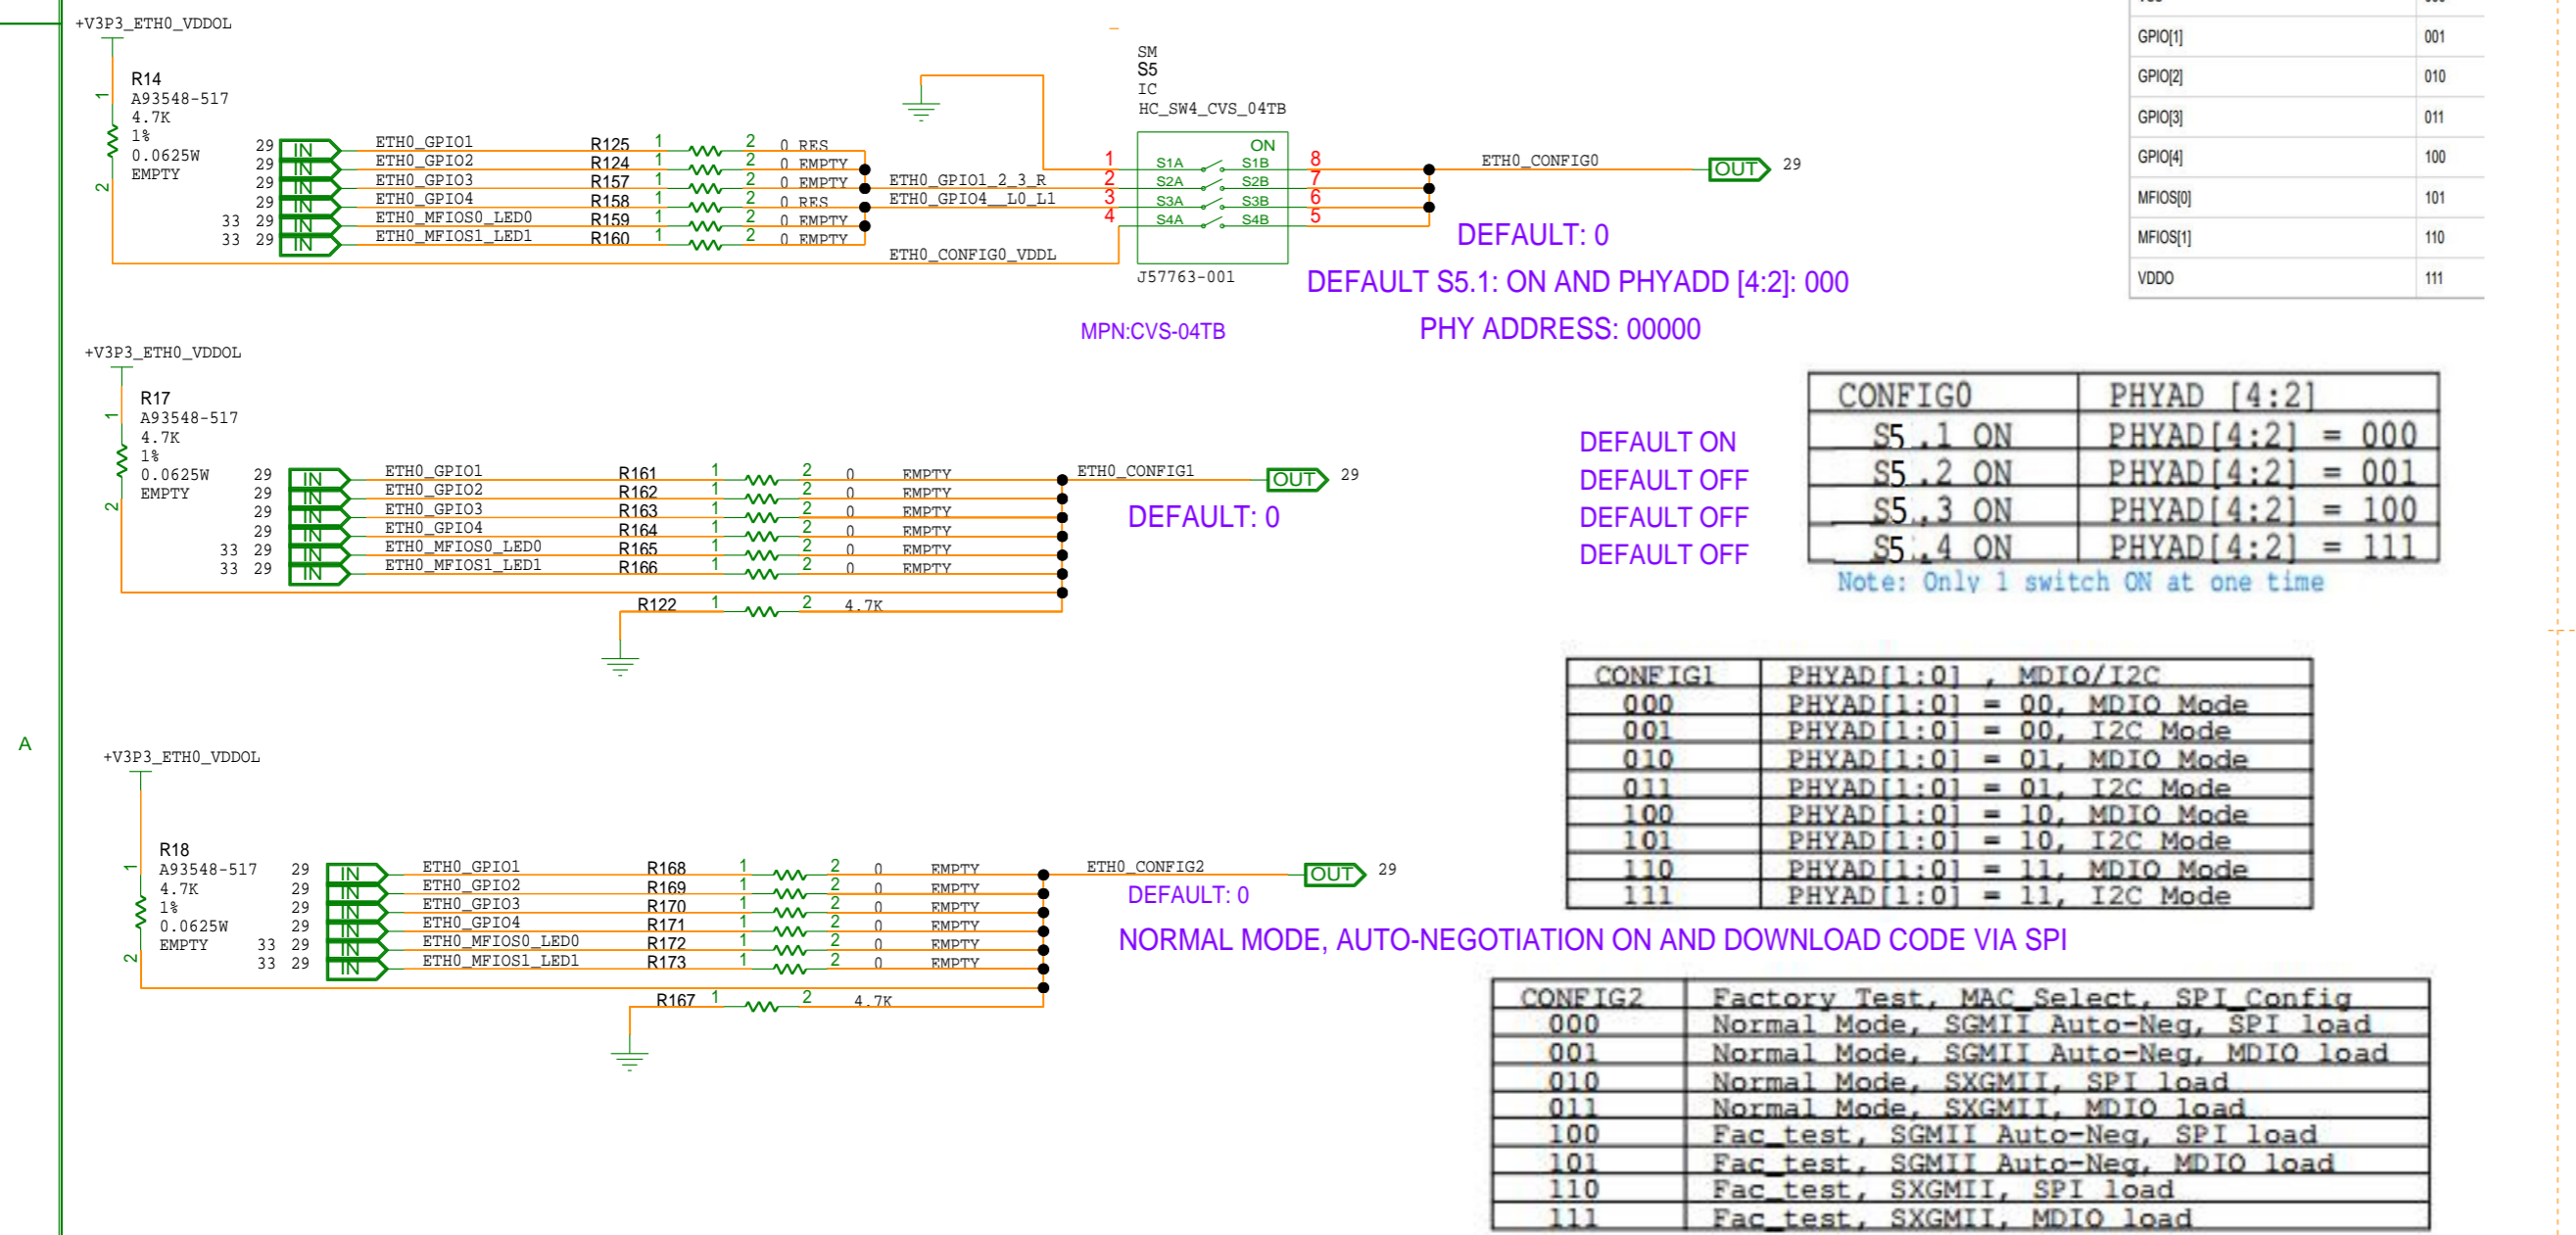 +V3P3_ETH0_VDDOL
R14
A93548-517
4.7K
1%
0.0625W
EMPTY
1
2
29 IN ETH0_GPIO1 R125 1 2 0 RES
29 IN ETH0_GPIO2 R124 1 2 0 EMPTY
29 IN ETH0_GPIO3 R157 1 2 0 EMPTY
29 IN ETH0_GPIO4 R158 1 2 0 RES
33 29 IN ETH0_MFIOS0_LED0 R159 1 2 0 EMPTY
33 29 IN ETH0_MFIOS1_LED1 R160 1 2 0 EMPTY
ETH0_GPIO1_2_3_R
ETH0_GPIO4__L0_L1
ETH0_CONFIG0_VDDL
SM
S5
IC
HC_SW4_CVS_04TB
ON
1 S1A S1B 8
2 S2A S2B 7
3 S3A S3B 6
4 S4A S4B 5
J57763-001
ETH0_CONFIG0 OUT 29
DEFAULT: 0
DEFAULT S5.1: ON AND PHYADD [4:2]: 000
MPN:CVS-04TB
PHY ADDRESS: 00000
GPIO[1] 001
GPIO[2] 010
GPIO[3] 011
GPIO[4] 100
MFIOS[0] 101
MFIOS[1] 110
VDDO 111
+V3P3_ETH0_VDDOL
R17
A93548-517
4.7K
1%
0.0625W
EMPTY
1
2
29 IN ETH0_GPIO1 R161 1 2 0 EMPTY
29 IN ETH0_GPIO2 R162 1 2 0 EMPTY
29 IN ETH0_GPIO3 R163 1 2 0 EMPTY
29 IN ETH0_GPIO4 R164 1 2 0 EMPTY
33 29 IN ETH0_MFIOS0_LED0 R165 1 2 0 EMPTY
33 29 IN ETH0_MFIOS1_LED1 R166 1 2 0 EMPTY
R122 1 2 4.7K
ETH0_CONFIG1 OUT 29
DEFAULT: 0
CONFIG0 PHYAD [4:2]
DEFAULT ON S5.1 ON PHYAD[4:2] = 000
DEFAULT OFF S5.2 ON PHYAD[4:2] = 001
DEFAULT OFF S5.3 ON PHYAD[4:2] = 100
DEFAULT OFF S5.4 ON PHYAD[4:2] = 111
Note: Only 1 switch ON at one time
CONFIG1 PHYAD[1:0] , MDIO/I2C
000 PHYAD[1:0] = 00, MDIO Mode
001 PHYAD[1:0] = 00, I2C Mode
010 PHYAD[1:0] = 01, MDIO Mode
011 PHYAD[1:0] = 01, I2C Mode
100 PHYAD[1:0] = 10, MDIO Mode
101 PHYAD[1:0] = 10, I2C Mode
110 PHYAD[1:0] = 11, MDIO Mode
111 PHYAD[1:0] = 11, I2C Mode
A
+V3P3_ETH0_VDDOL
R18
A93548-517
4.7K
1%
0.0625W
EMPTY
1
2
29 IN ETH0_GPIO1 R168 1 2 0 EMPTY
29 IN ETH0_GPIO2 R169 1 2 0 EMPTY
29 IN ETH0_GPIO3 R170 1 2 0 EMPTY
29 IN ETH0_GPIO4 R171 1 2 0 EMPTY
33 29 IN ETH0_MFIOS0_LED0 R172 1 2 0 EMPTY
33 29 IN ETH0_MFIOS1_LED1 R173 1 2 0 EMPTY
R167 1 2 4.7K
ETH0_CONFIG2 OUT 29
DEFAULT: 0
NORMAL MODE, AUTO-NEGOTIATION ON AND DOWNLOAD CODE VIA SPI
CONFIG2 Factory Test, MAC_Select, SPI_Config
000 Normal Mode, SGMII Auto-Neg, SPI load
001 Normal Mode, SGMII Auto-Neg, MDIO load
010 Normal Mode, SXGMII, SPI load
011 Normal Mode, SXGMII, MDIO load
100 Fac_test, SGMII Auto-Neg, SPI load
101 Fac_test, SGMII Auto-Neg, MDIO load
110 Fac_test, SXGMII, SPI load
111 Fac_test, SXGMII, MDIO load